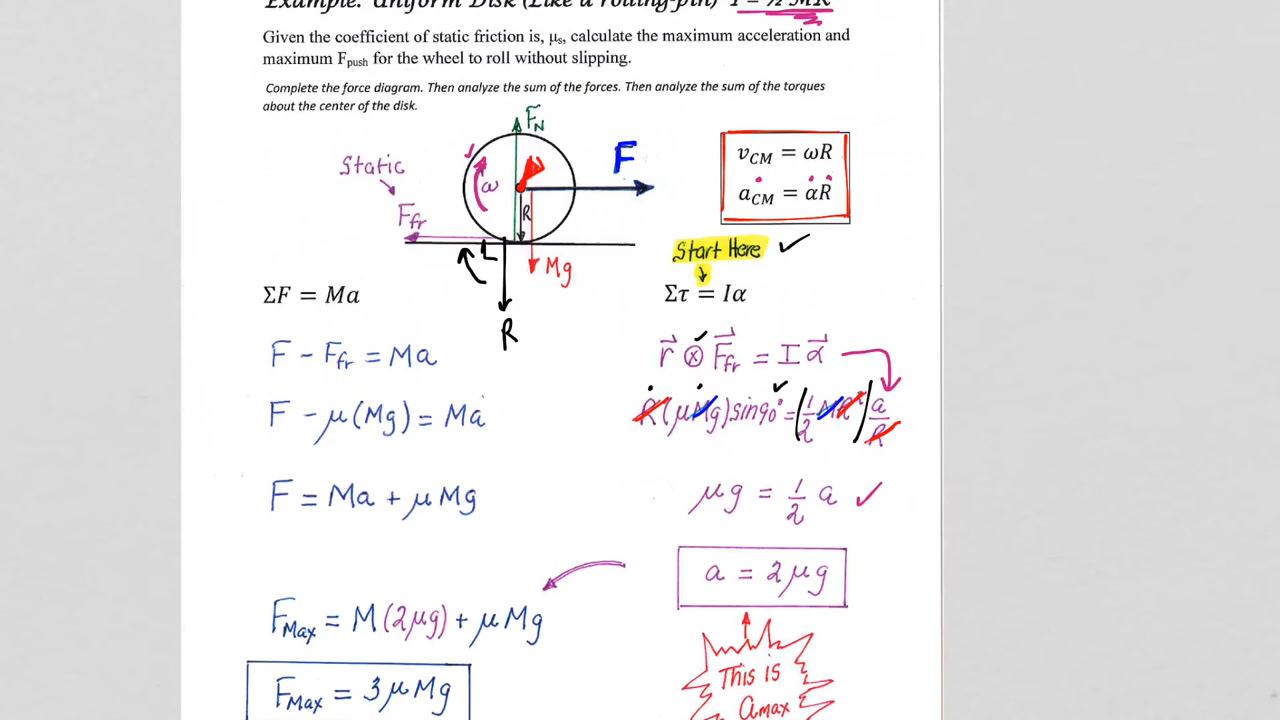 Example: Uniform Disk (Like a rolling-pin) I = ½ MR²
Given the coefficient of static friction is, μs, calculate the maximum acceleration and
maximum Fpush for the wheel to roll without slipping.
Complete the force diagram. Then analyze the sum of the forces. Then analyze the sum of the torques
about the center of the disk.
FN
F
Static
ω
R
Ffr
Mg
R
vCM = ωR
aCM = αR
Start Here ✓
ΣF = Ma
Στ = Iα
F - Ffr = Ma
r⃗ ⊗ F⃗fr = I α⃗
F - μ(Mg) = Ma
R(μMg)sin90° = (1/2 MR²) a/R
F = Ma + μMg
μg = 1/2 a ✓
a = 2μg
FMax = M(2μg) + μMg
FMax = 3μMg
This is
amax